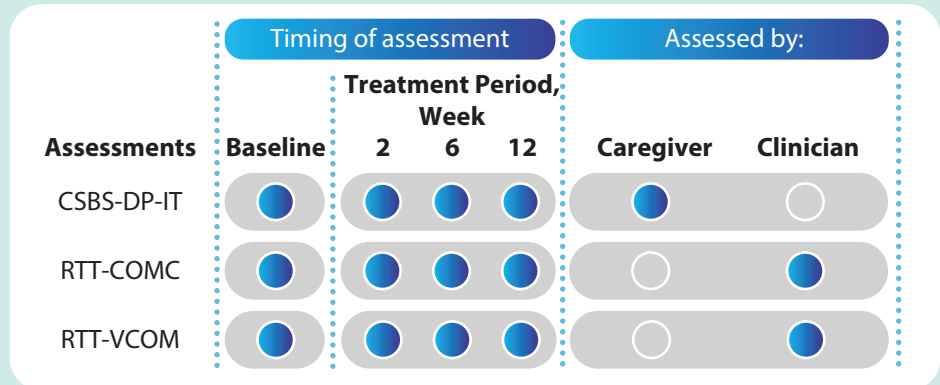 Timing of assessment
Assessed by:
Treatment Period,
Week
Assessments Baseline 2 6 12 Caregiver Clinician
CSBS-DP-IT
RTT-COMC
RTT-VCOM